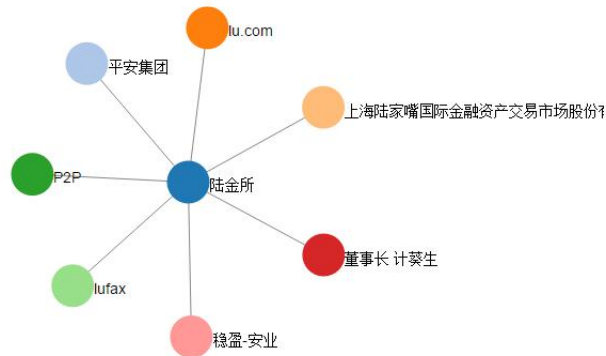 lu.com
平安集团
上海陆家嘴国际金融资产交易市场股份有
P2P
陆金所
董事长 计葵生
lufax
稳盈-安业